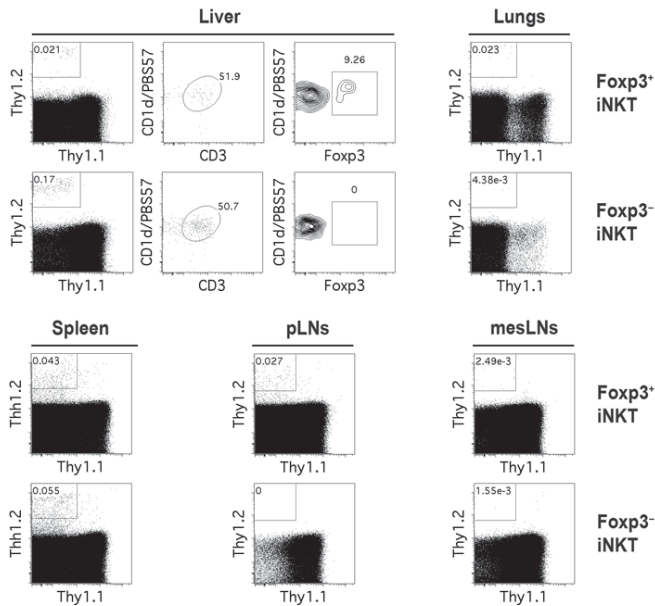 Liver Lungs
0.021 51.9 9.26 0.023
Thy1.2 CD1d/PBS57 CD1d/PBS57 Thy1.2 Foxp3⁺
iNKT
Thy1.1 CD3 Foxp3 Thy1.1
0.17 50.7 0 4.38e-3
Thy1.2 CD1d/PBS57 CD1d/PBS57 Thy1.2 Foxp3⁻
iNKT
Thy1.1 CD3 Foxp3 Thy1.1
Spleen pLNs mesLNs
0.043 0.027 2.49e-3
Thh1.2 Thy1.2 Thy1.2 Foxp3⁺
iNKT
Thy1.1 Thy1.1 Thy1.1
0.055 0 1.55e-3
Thh1.2 Thy1.2 Thy1.2 Foxp3⁻
iNKT
Thy1.1 Thy1.1 Thy1.1